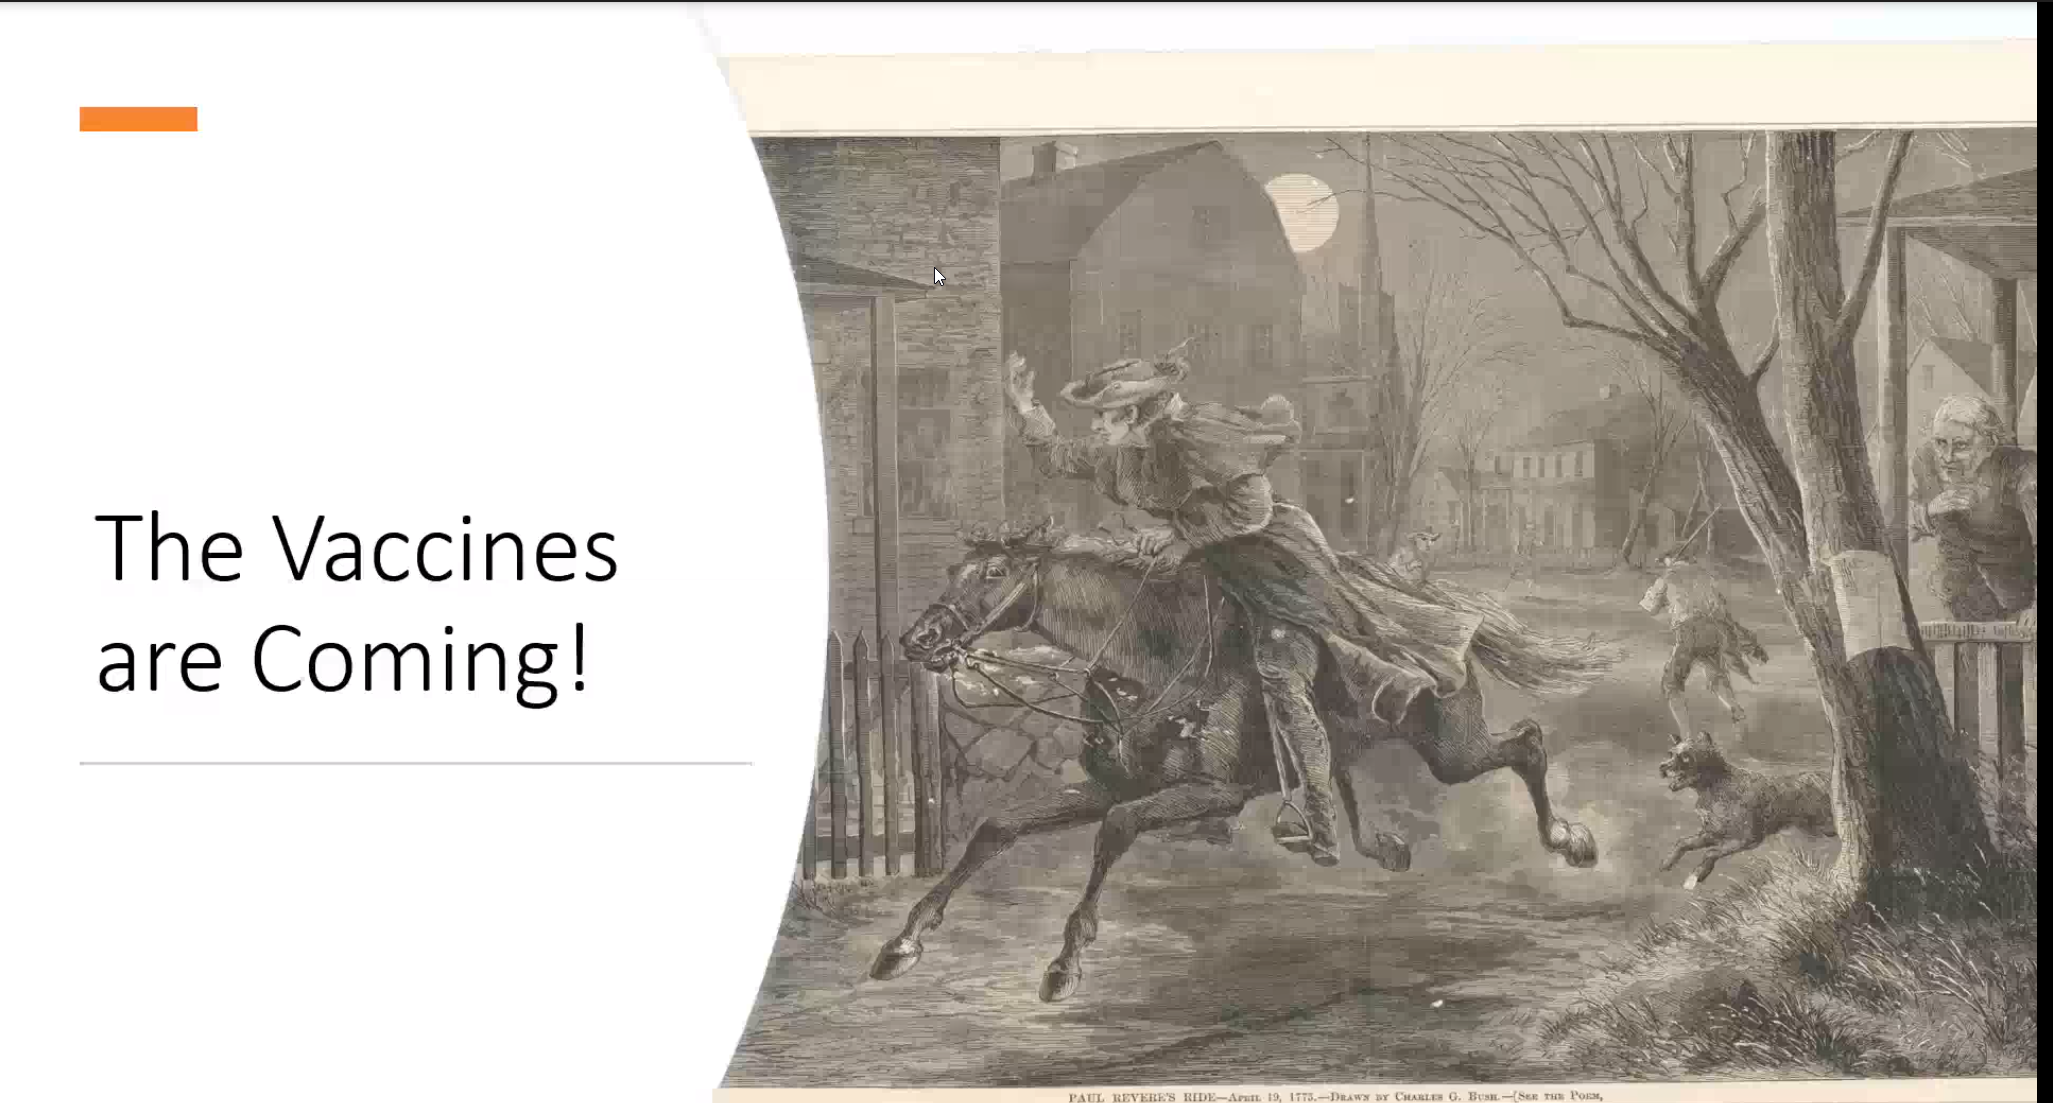 The Vaccines
are Coming!
PAUL REVERE'S RIDE—APRIL 19, 1775.—DRAWN BY CHARLES G. BUSH.—[SEE THE POEM,